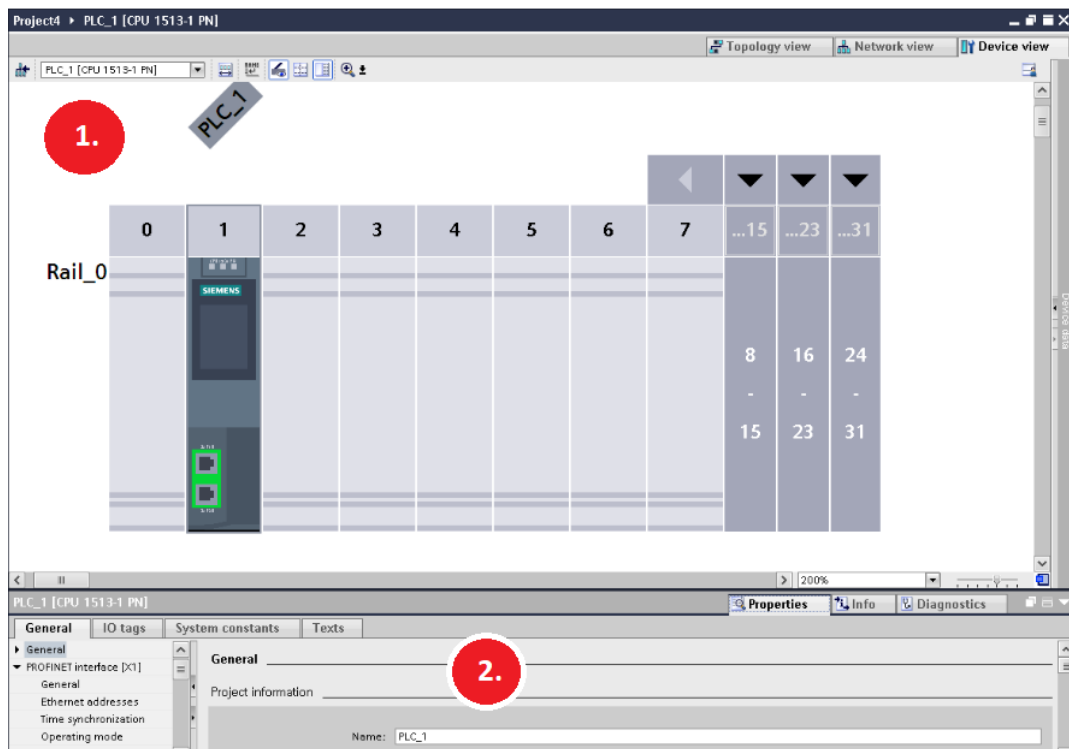 Project4 ▸ PLC_1 [CPU 1513-1 PN]
Topology view Network view Device view
PLC_1 [CPU 1513-1 PN]
PLC_1
1.
0 1 2 3 4 5 6 7 ...15 ...23 ...31
Rail_0
SIEMENS
8 16 24
- - -
15 23 31
Device data
200%
PLC_1 [CPU 1513-1 PN]
Properties Info Diagnostics
General IO tags System constants Texts
General
PROFINET interface [X1]
General
Ethernet addresses
Time synchronization
Operating mode
General
2.
Project information
Name: PLC_1